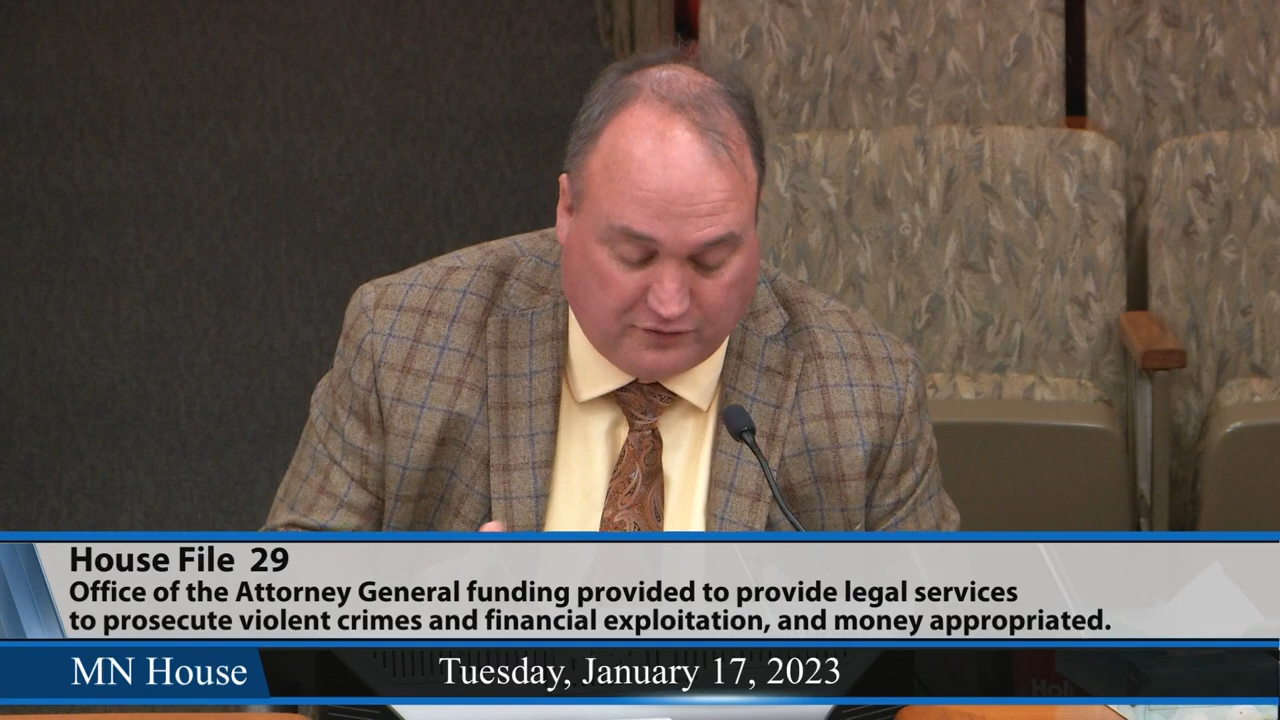 House File 29
Office of the Attorney General funding provided to provide legal services
to prosecute violent crimes and financial exploitation, and money appropriated.
MN House
Tuesday, January 17, 2023